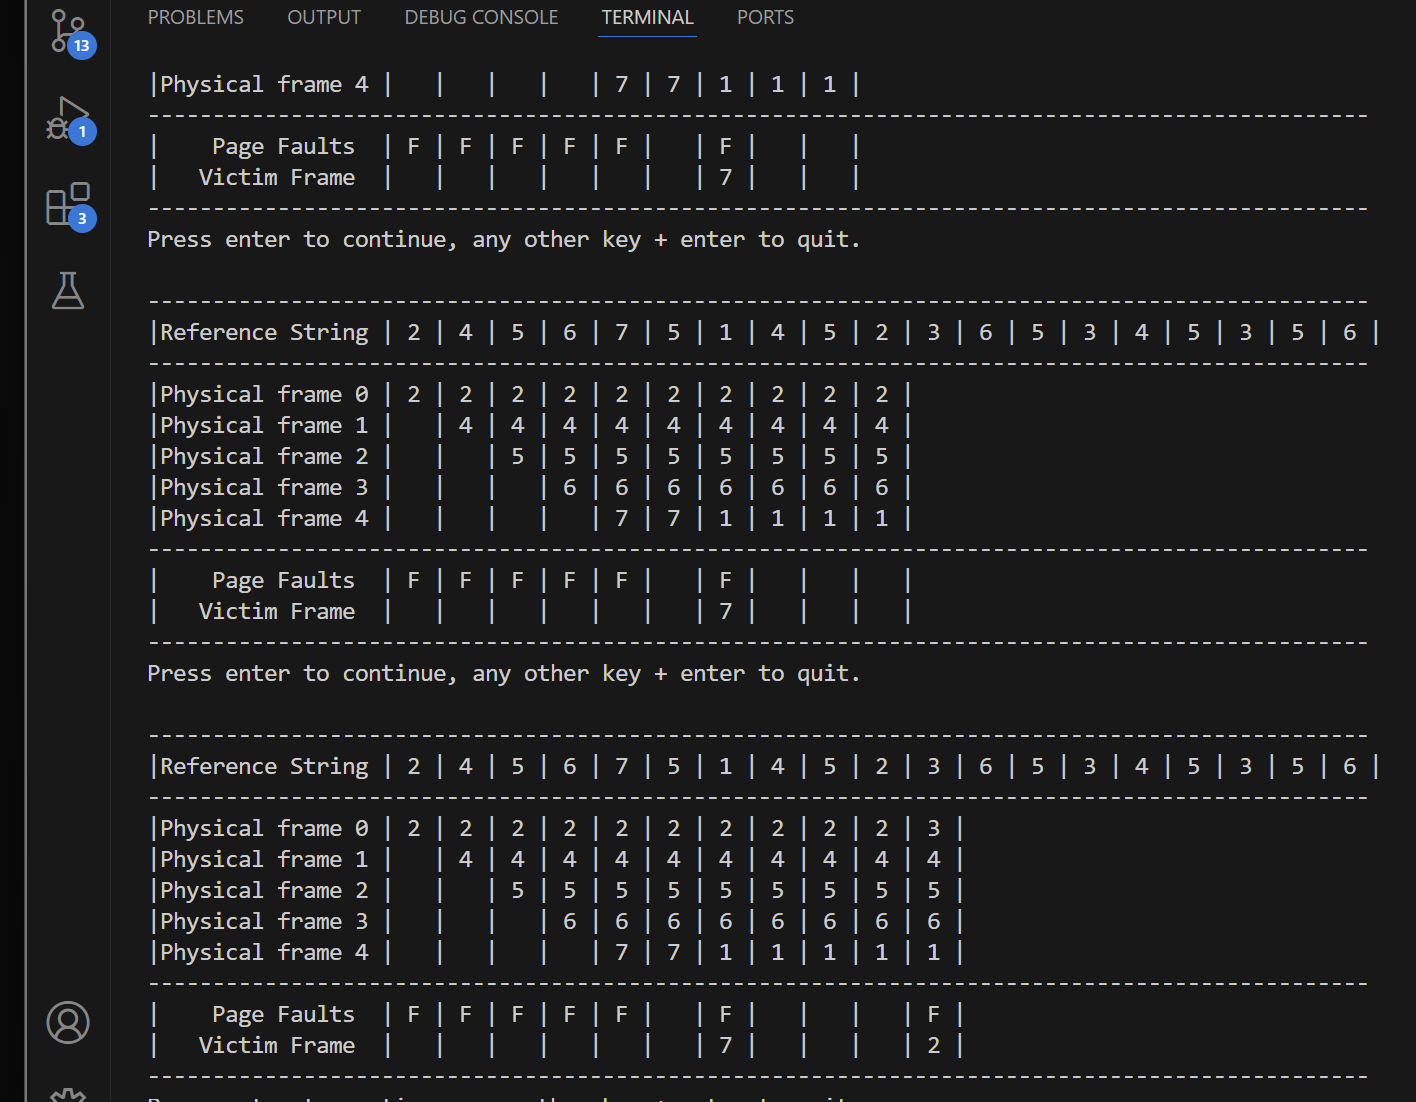 PROBLEMS OUTPUT DEBUG CONSOLE TERMINAL PORTS
13
1
3
|Physical frame 4 |   |   |   |   | 7 | 7 | 1 | 1 | 1 |
----------------------------------------------------------------------------------------------
|    Page Faults  | F | F | F | F | F |   | F |   |   |
|   Victim Frame  |   |   |   |   |   |   | 7 |   |   |
----------------------------------------------------------------------------------------------
Press enter to continue, any other key + enter to quit.
----------------------------------------------------------------------------------------------
|Reference String | 2 | 4 | 5 | 6 | 7 | 5 | 1 | 4 | 5 | 2 | 3 | 6 | 5 | 3 | 4 | 5 | 3 | 5 | 6 |
----------------------------------------------------------------------------------------------
|Physical frame 0 | 2 | 2 | 2 | 2 | 2 | 2 | 2 | 2 | 2 | 2 |
|Physical frame 1 |   | 4 | 4 | 4 | 4 | 4 | 4 | 4 | 4 | 4 |
|Physical frame 2 |   |   | 5 | 5 | 5 | 5 | 5 | 5 | 5 | 5 |
|Physical frame 3 |   |   |   | 6 | 6 | 6 | 6 | 6 | 6 | 6 |
|Physical frame 4 |   |   |   |   | 7 | 7 | 1 | 1 | 1 | 1 |
----------------------------------------------------------------------------------------------
|    Page Faults  | F | F | F | F | F |   | F |   |   |   |
|   Victim Frame  |   |   |   |   |   |   | 7 |   |   |   |
----------------------------------------------------------------------------------------------
Press enter to continue, any other key + enter to quit.
----------------------------------------------------------------------------------------------
|Reference String | 2 | 4 | 5 | 6 | 7 | 5 | 1 | 4 | 5 | 2 | 3 | 6 | 5 | 3 | 4 | 5 | 3 | 5 | 6 |
----------------------------------------------------------------------------------------------
|Physical frame 0 | 2 | 2 | 2 | 2 | 2 | 2 | 2 | 2 | 2 | 2 | 3 |
|Physical frame 1 |   | 4 | 4 | 4 | 4 | 4 | 4 | 4 | 4 | 4 | 4 |
|Physical frame 2 |   |   | 5 | 5 | 5 | 5 | 5 | 5 | 5 | 5 | 5 |
|Physical frame 3 |   |   |   | 6 | 6 | 6 | 6 | 6 | 6 | 6 | 6 |
|Physical frame 4 |   |   |   |   | 7 | 7 | 1 | 1 | 1 | 1 | 1 |
----------------------------------------------------------------------------------------------
|    Page Faults  | F | F | F | F | F |   | F |   |   |   | F |
|   Victim Frame  |   |   |   |   |   |   | 7 |   |   |   | 2 |
----------------------------------------------------------------------------------------------